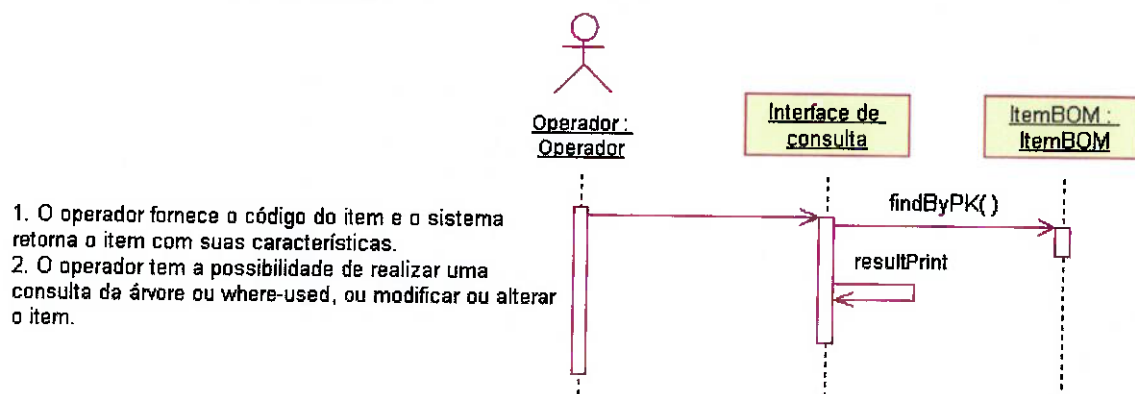 Operador :
Operador
Interface de
consulta
ItemBOM :
ItemBOM
1. O operador fornece o código do item e o sistema
retorna o item com suas características.
2. O operador tem a possibilidade de realizar uma
consulta da árvore ou where-used, ou modificar ou alterar
o item.
findByPK( )
resultPrint